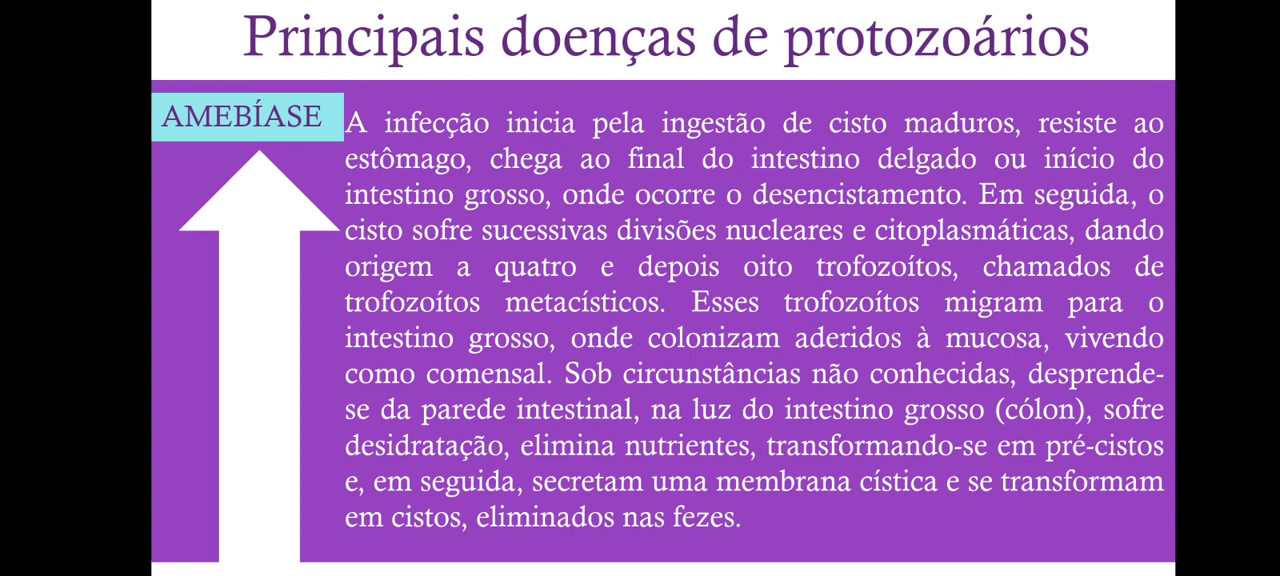 Principais doenças de protozoários
AMEBÍASE
A infecção inicia pela ingestão de cisto maduros, resiste ao
estômago, chega ao final do intestino delgado ou início do
intestino grosso, onde ocorre o desencistamento. Em seguida, o
cisto sofre sucessivas divisões nucleares e citoplasmáticas, dando
origem a quatro e depois oito trofozoítos, chamados de
trofozoítos metacísticos. Esses trofozoítos migram para o
intestino grosso, onde colonizam aderidos à mucosa, vivendo
como comensal. Sob circunstâncias não conhecidas, desprende-
se da parede intestinal, na luz do intestino grosso (cólon), sofre
desidratação, elimina nutrientes, transformando-se em pré-cistos
e, em seguida, secretam uma membrana cística e se transformam
em cistos, eliminados nas fezes.